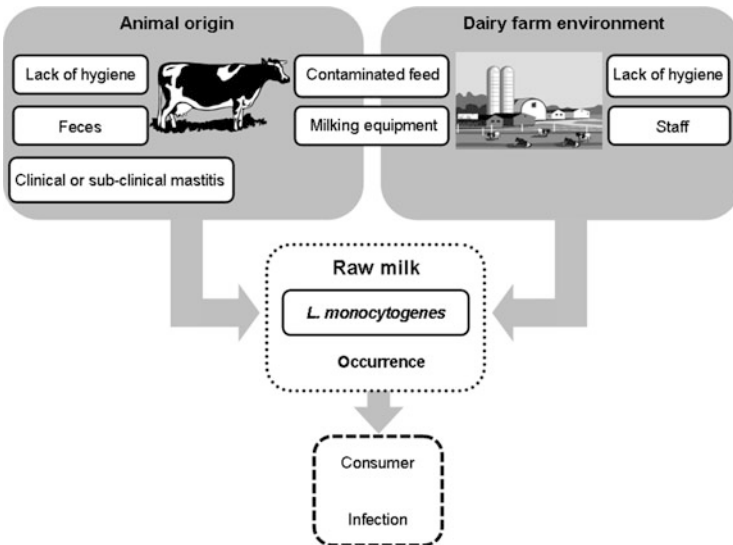 Animal origin
Dairy farm environment
Lack of hygiene
Contaminated feed
Lack of hygiene
Feces
Milking equipment
Staff
Clinical or sub-clinical mastitis
Raw milk
L. monocytogenes
Occurrence
Consumer
Infection